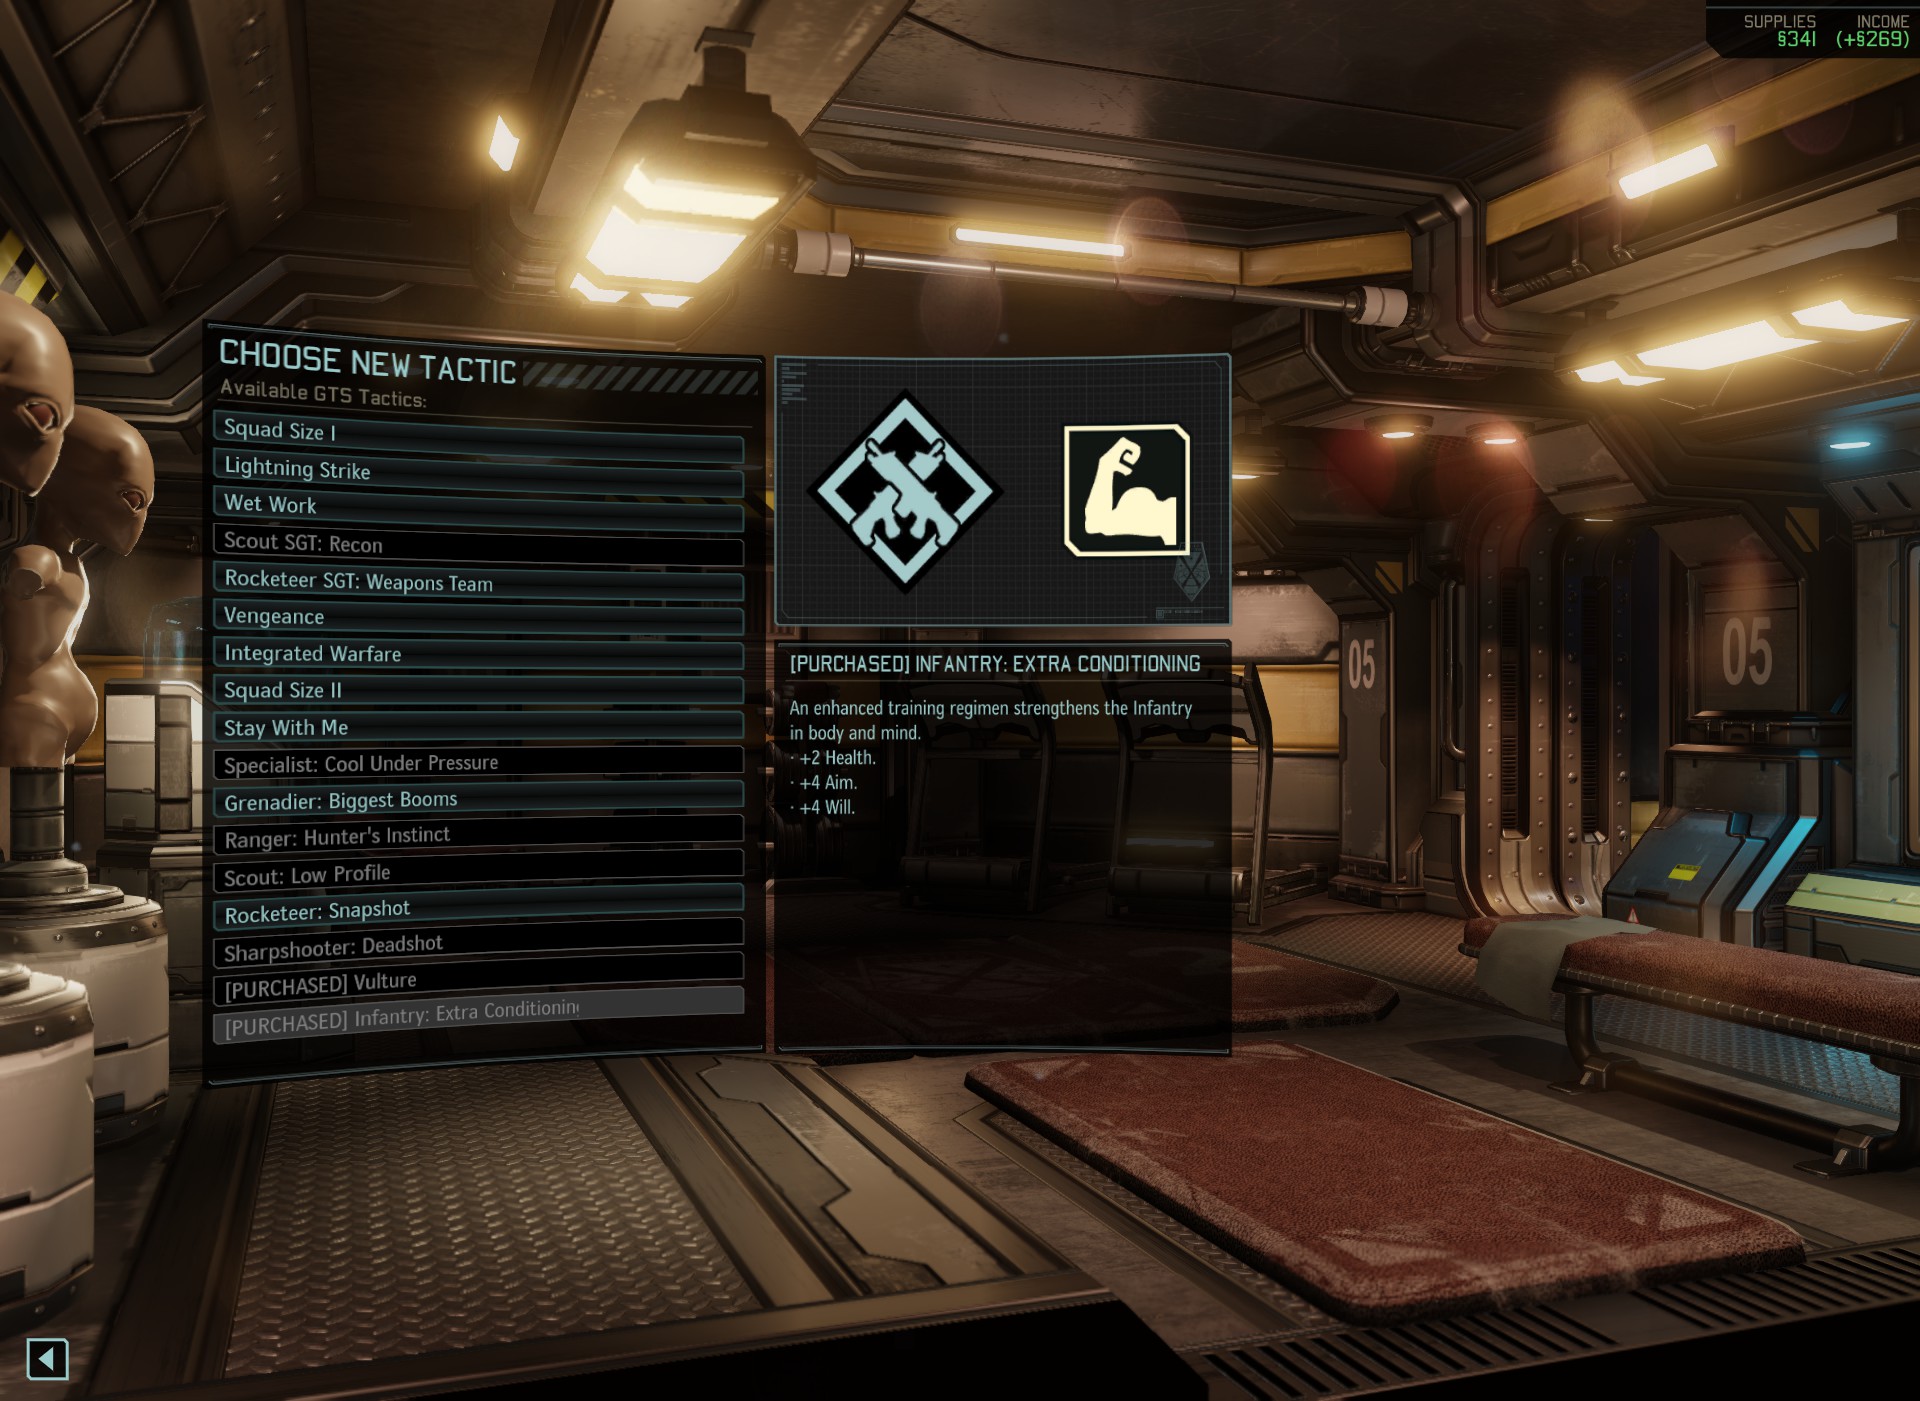 SUPPLIES INCOME
§341 (+§269)
CHOOSE NEW TACTIC
Available GTS Tactics:
Squad Size I
Lightning Strike
Wet Work
Scout SGT: Recon
Rocketeer SGT: Weapons Team
Vengeance
Integrated Warfare
Squad Size II
Stay With Me
Specialist: Cool Under Pressure
Grenadier: Biggest Booms
Ranger: Hunter's Instinct
Scout: Low Profile
Rocketeer: Snapshot
Sharpshooter: Deadshot
[PURCHASED] Vulture
[PURCHASED] Infantry: Extra Conditioning
[PURCHASED] INFANTRY: EXTRA CONDITIONING
An enhanced training regimen strengthens the Infantry
in body and mind.
· +2 Health.
· +4 Aim.
· +4 Will.
05
05